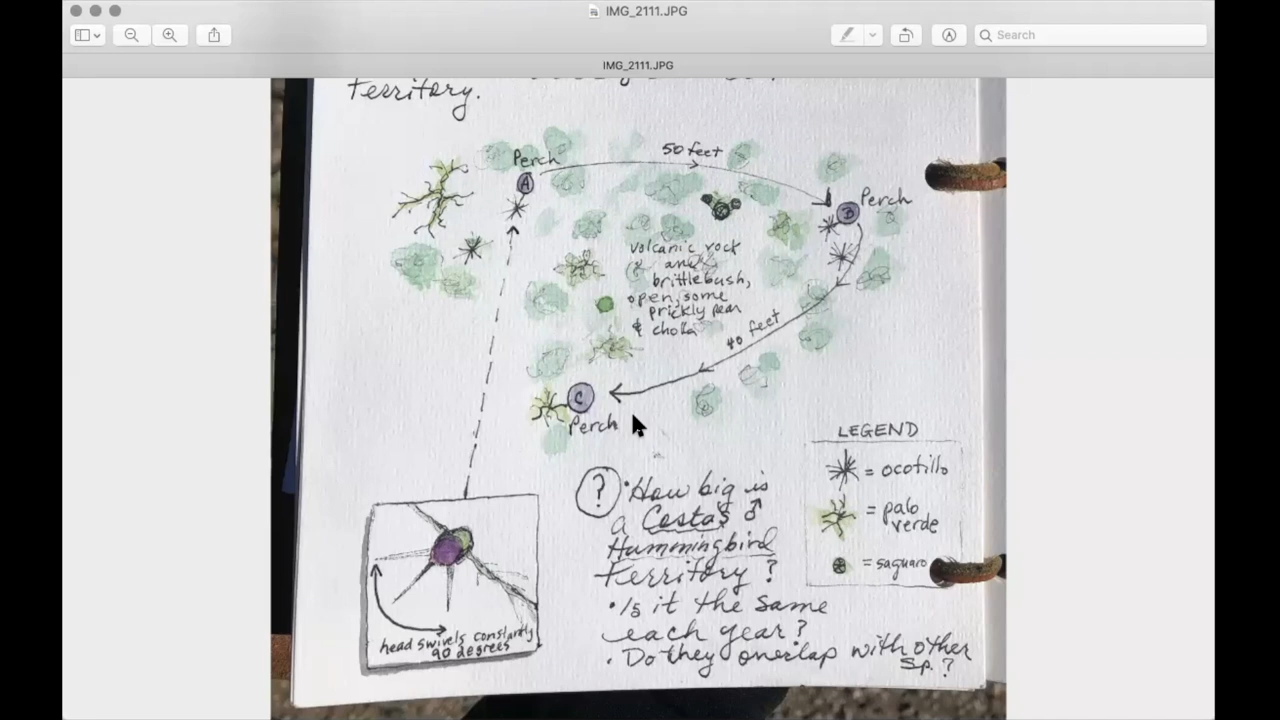 IMG_2111.JPG
Search
IMG_2111.JPG
Territory.
Perch
A
50 feet
Perch
B
volcanic rock
and
brittlebush,
open, some
prickly pear
& cholla
40 feet
C
Perch
LEGEND
= ocotillo
= palo
verde
= saguaro
? • How big is
a Costa's ♂
Hummingbird
Territory?
• Is it the same
each year?
• Do they overlap with other
sp.?
head swivels constantly
90 degrees